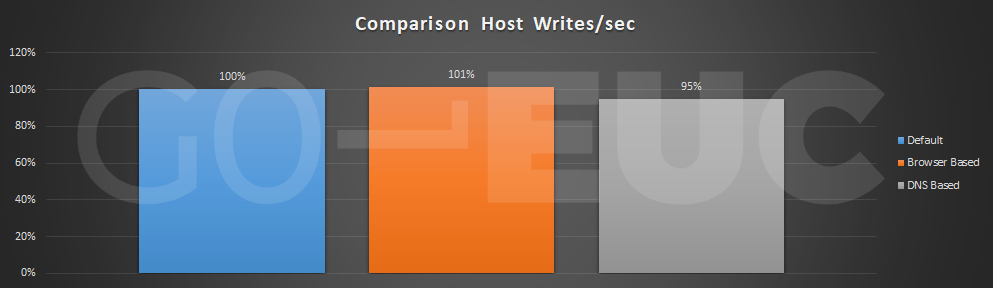 Comparison Host Writes/sec
120%
100%
80%
60%
40%
20%
0%
100%
101%
95%
Default
Browser Based
DNS Based
GO-EUC